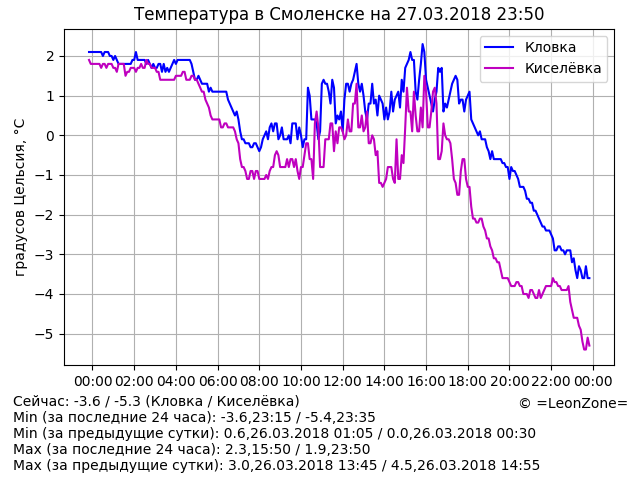 Температура в Смоленске на 27.03.2018 23:50
Кловка
Киселёвка
градусов Цельсия, °C
2
1
0
−1
−2
−3
−4
−5
00:00 02:00 04:00 06:00 08:00 10:00 12:00 14:00 16:00 18:00 20:00 22:00 00:00
Сейчас: -3.6 / -5.3 (Кловка / Киселёвка)
© =LeonZone=
Min (за последние 24 часа): -3.6,23:15 / -5.4,23:35
Min (за предыдущие сутки): 0.6,26.03.2018 01:05 / 0.0,26.03.2018 00:30
Max (за последние 24 часа): 2.3,15:50 / 1.9,23:50
Max (за предыдущие сутки): 3.0,26.03.2018 13:45 / 4.5,26.03.2018 14:55